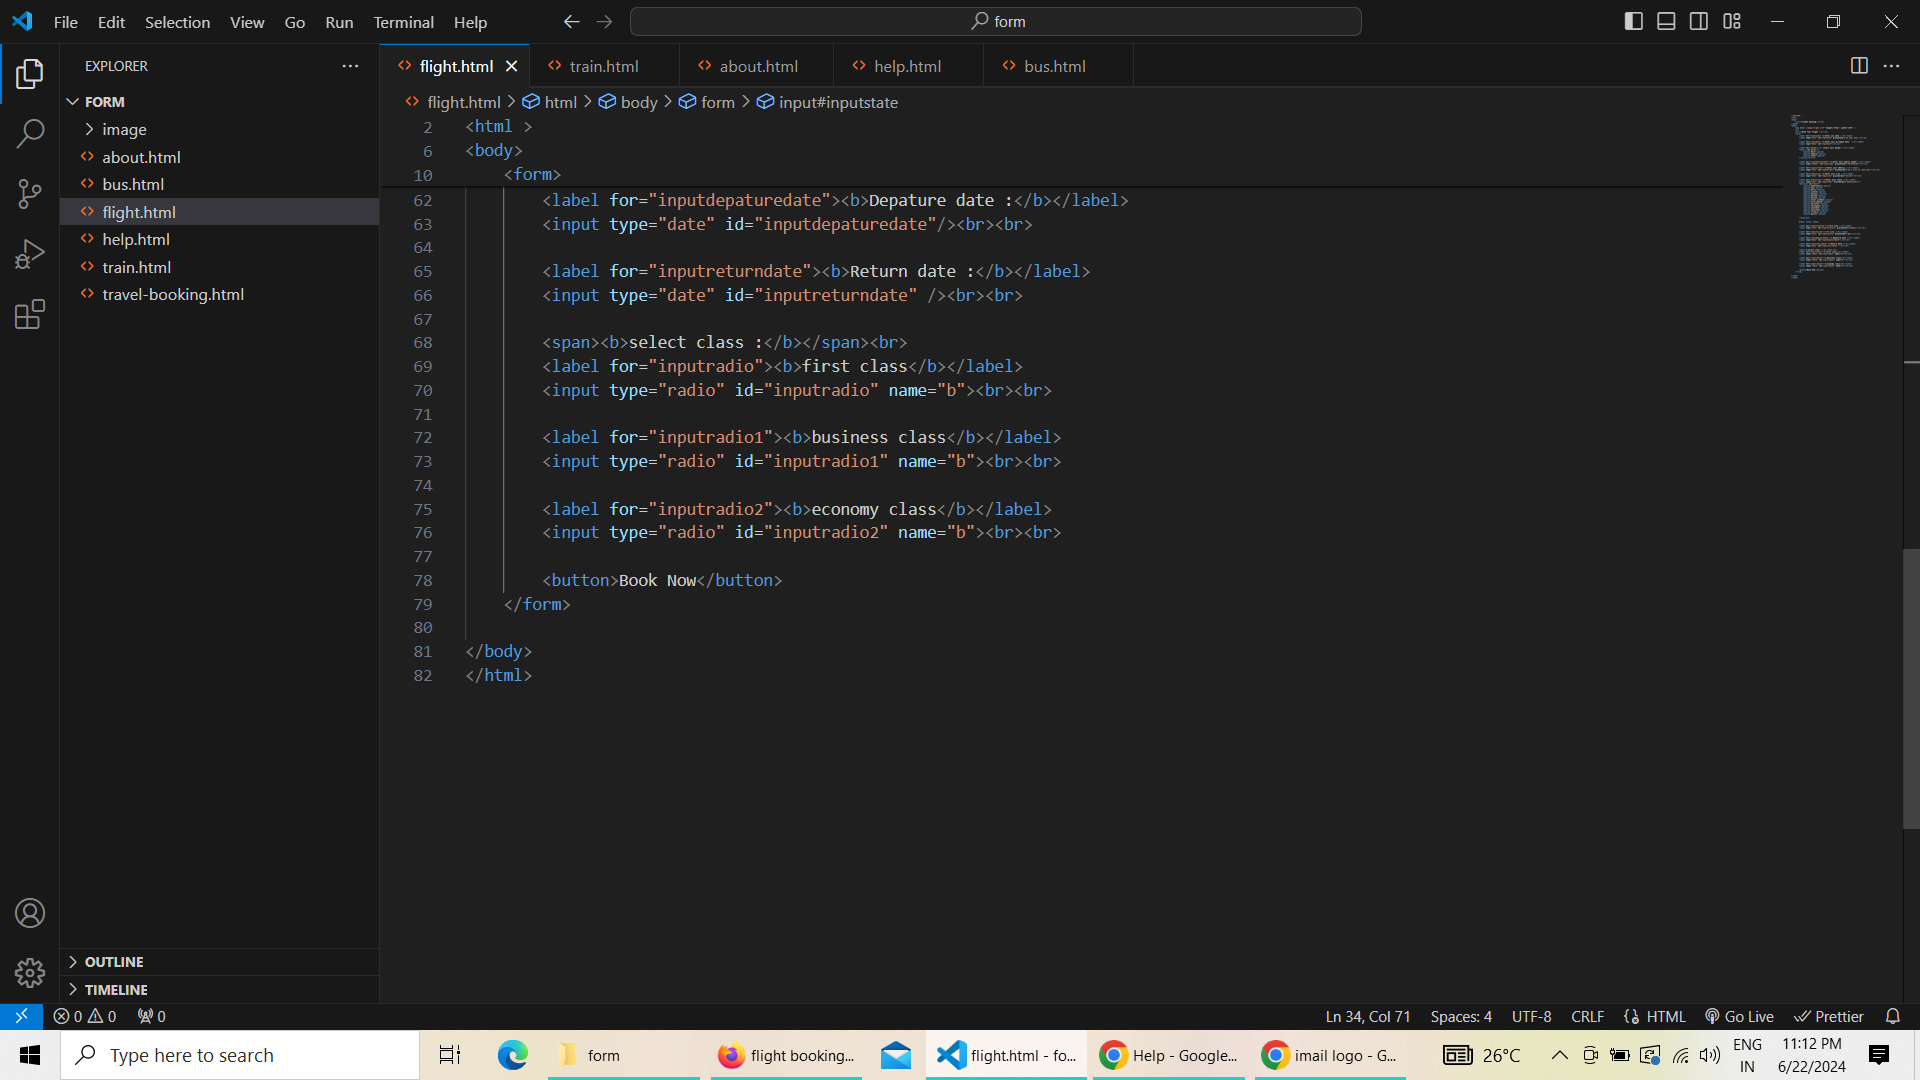 File Edit Selection View Go Run Terminal Help
form
EXPLORER
FORM
image
about.html
bus.html
flight.html
help.html
train.html
travel-booking.html
OUTLINE
TIMELINE
flight.html train.html about.html help.html bus.html
flight.html > html > body > form > input#inputstate
2 <html >
6 <body>
10 <form>
62 <label for="inputdepaturedate"><b>Depature date :</b></label>
63 <input type="date" id="inputdepaturedate"/><br><br>
64
65 <label for="inputreturndate"><b>Return date :</b></label>
66 <input type="date" id="inputreturndate" /><br><br>
67
68 <span><b>select class :</b></span><br>
69 <label for="inputradio"><b>first class</b></label>
70 <input type="radio" id="inputradio" name="b"><br><br>
71
72 <label for="inputradio1"><b>business class</b></label>
73 <input type="radio" id="inputradio1" name="b"><br><br>
74
75 <label for="inputradio2"><b>economy class</b></label>
76 <input type="radio" id="inputradio2" name="b"><br><br>
77
78 <button>Book Now</button>
79 </form>
80
81 </body>
82 </html>
0 0 0
Ln 34, Col 71 Spaces: 4 UTF-8 CRLF HTML Go Live Prettier
Type here to search
form
flight booking...
flight.html - fo...
Help - Google...
imail logo - G...
26°C
ENG
IN
11:12 PM
6/22/2024